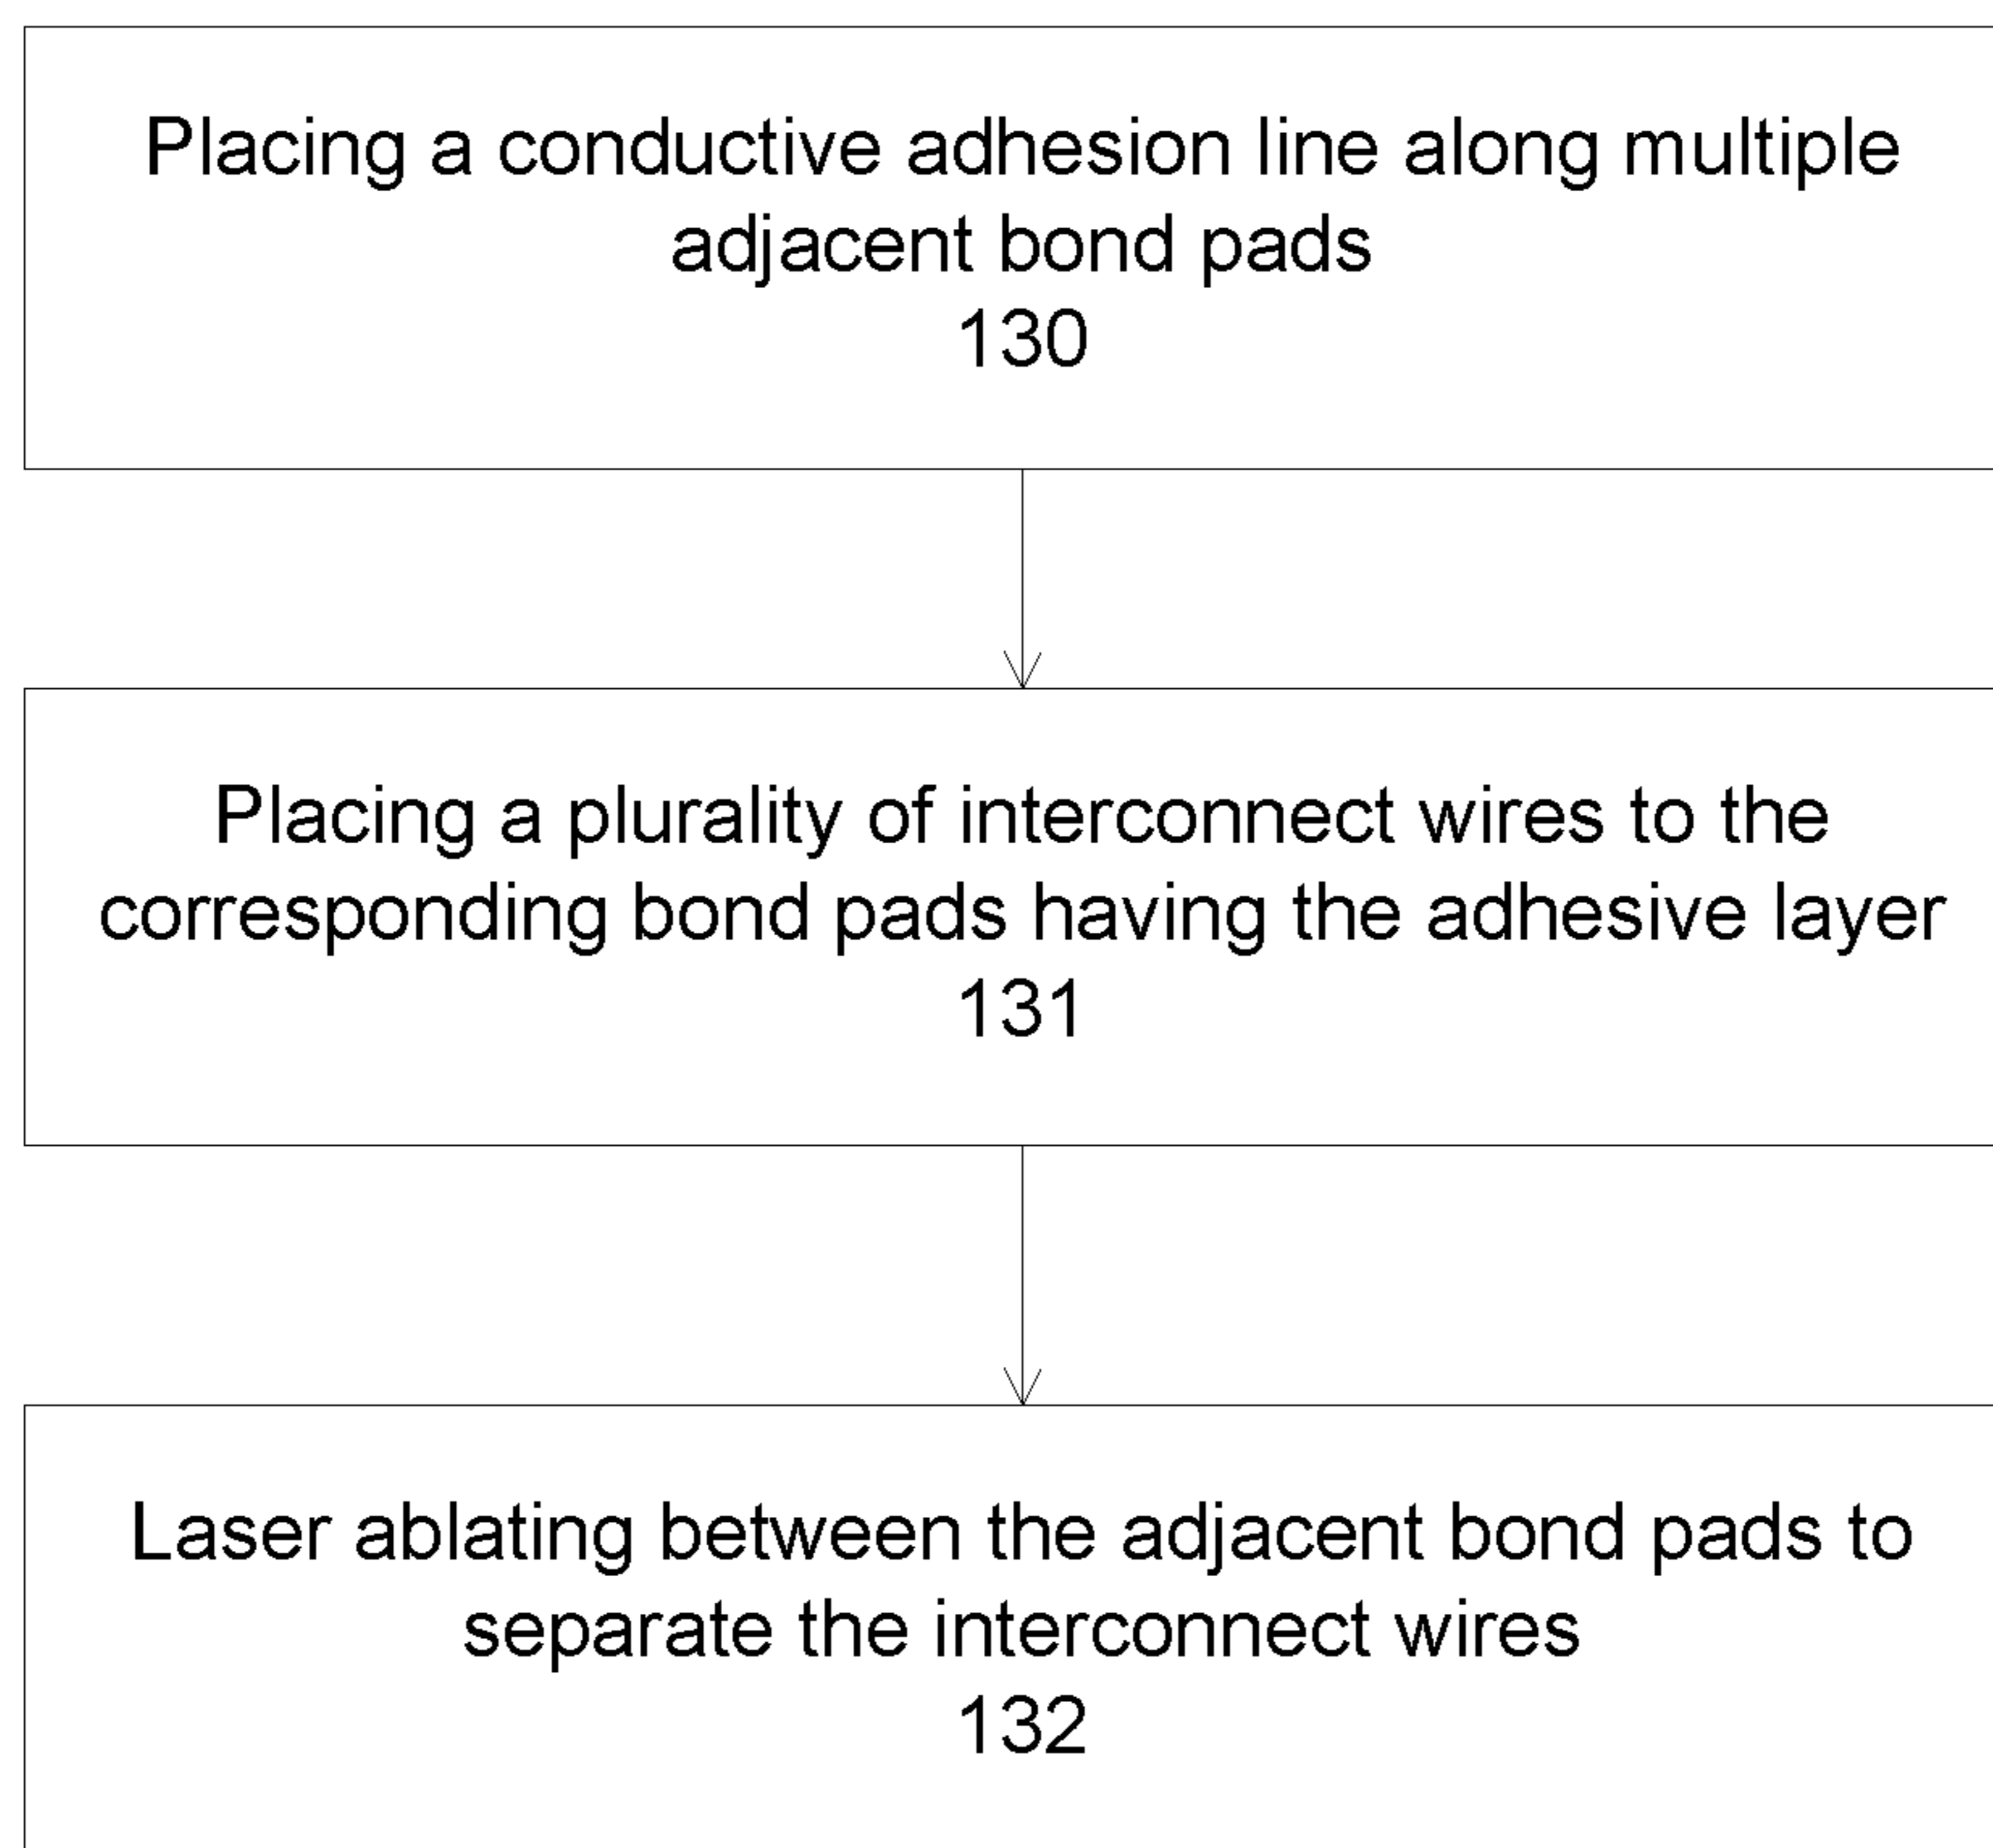 Placing a conductive adhesion line along multiple
adjacent bond pads
130
Placing a plurality of interconnect wires to the
corresponding bond pads having the adhesive layer
131
Laser ablating between the adjacent bond pads to
separate the interconnect wires
132